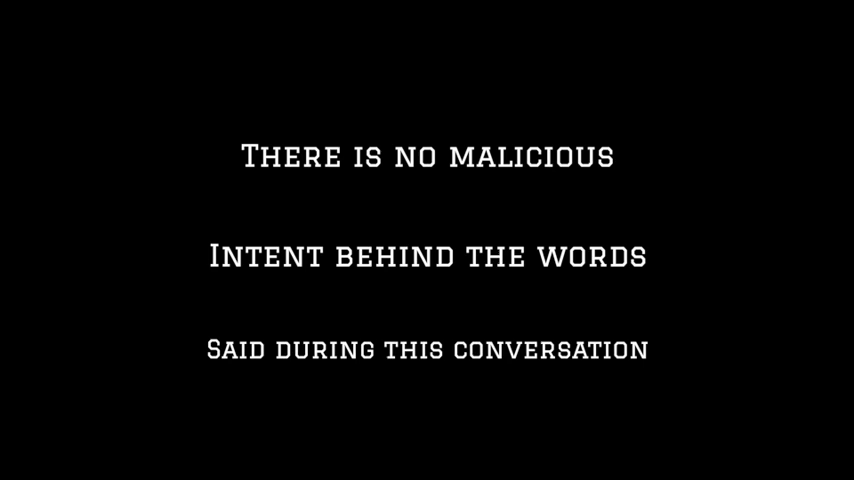 There is no malicious
Intent behind the words
Said during this conversation